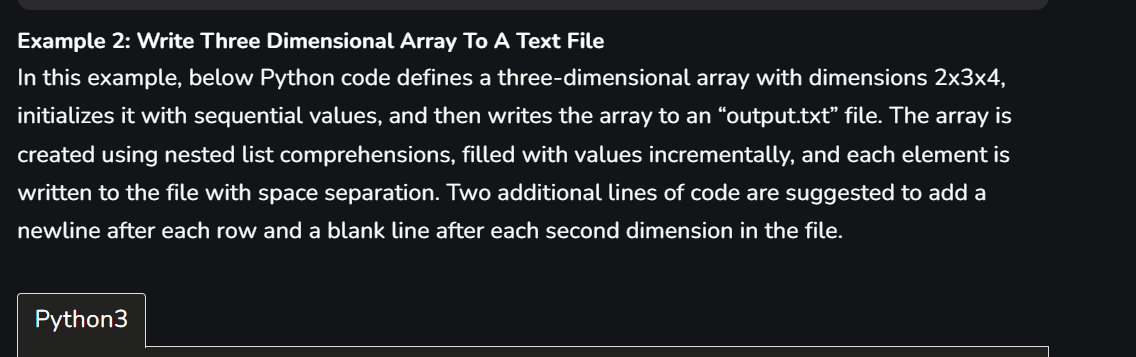 Example 2: Write Three Dimensional Array To A Text File
In this example, below Python code defines a three-dimensional array with dimensions 2x3x4,
initializes it with sequential values, and then writes the array to an “output.txt” file. The array is
created using nested list comprehensions, filled with values incrementally, and each element is
written to the file with space separation. Two additional lines of code are suggested to add a
newline after each row and a blank line after each second dimension in the file.
Python3